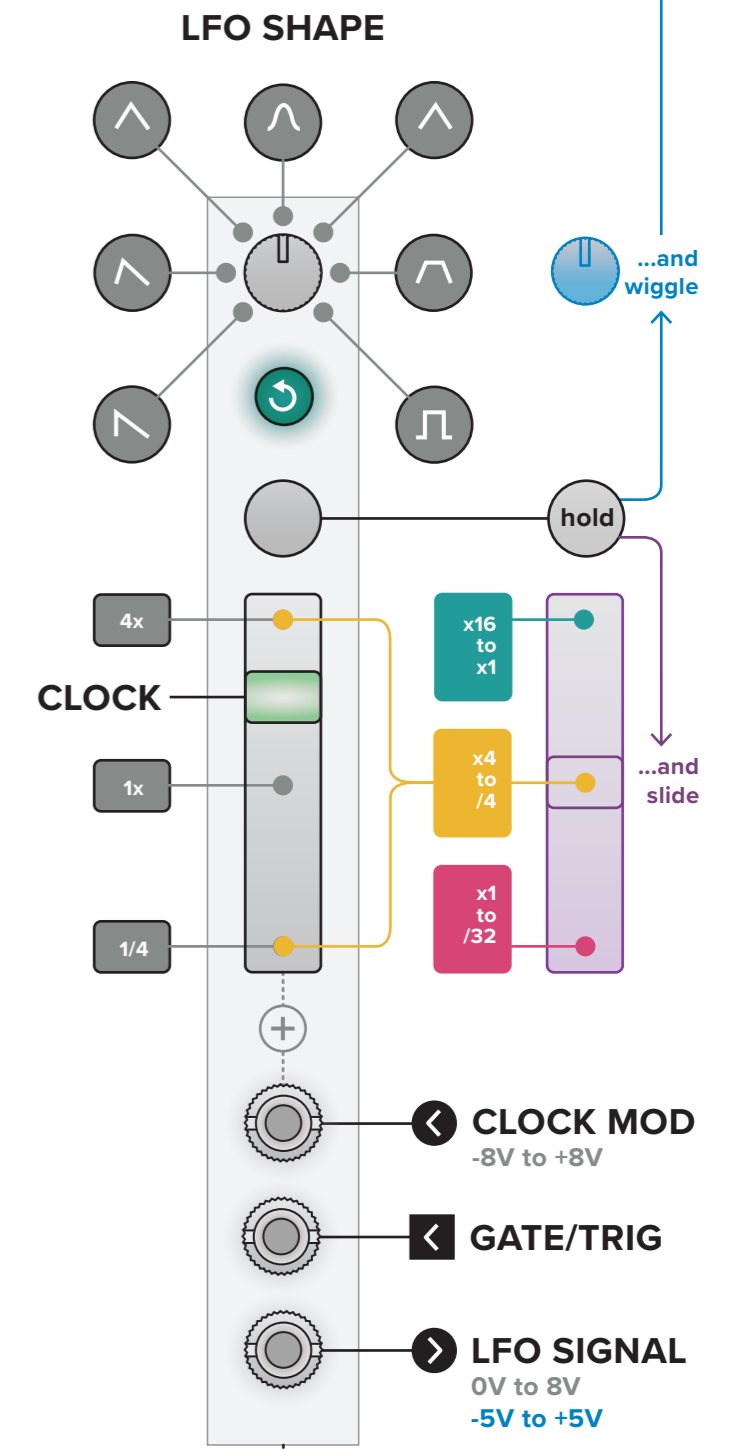 LFO SHAPE
...and
wiggle
hold
4x
x16
to
x1
CLOCK
x4
to
/4
...and
slide
1x
x1
to
/32
1/4
CLOCK MOD
-8V to +8V
GATE/TRIG
LFO SIGNAL
0V to 8V
-5V to +5V